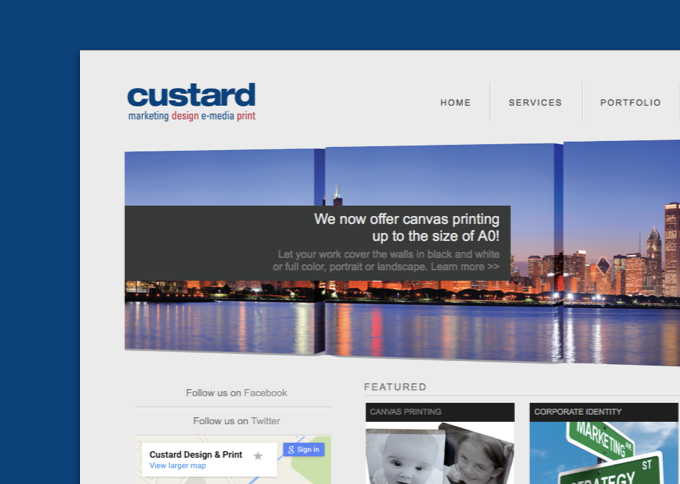 custard
marketing design e-media print
HOME
SERVICES
PORTFOLIO
We now offer canvas printing
up to the size of A0!
Let your work cover the walls in black and white
or full color, portrait or landscape. Learn more >>
Follow us on Facebook
Follow us on Twitter
Custard Design & Print
View larger map
Sign in
FEATURED
CANVAS PRINTING
CORPORATE IDENTITY
MARKETING
STRATEGY ST